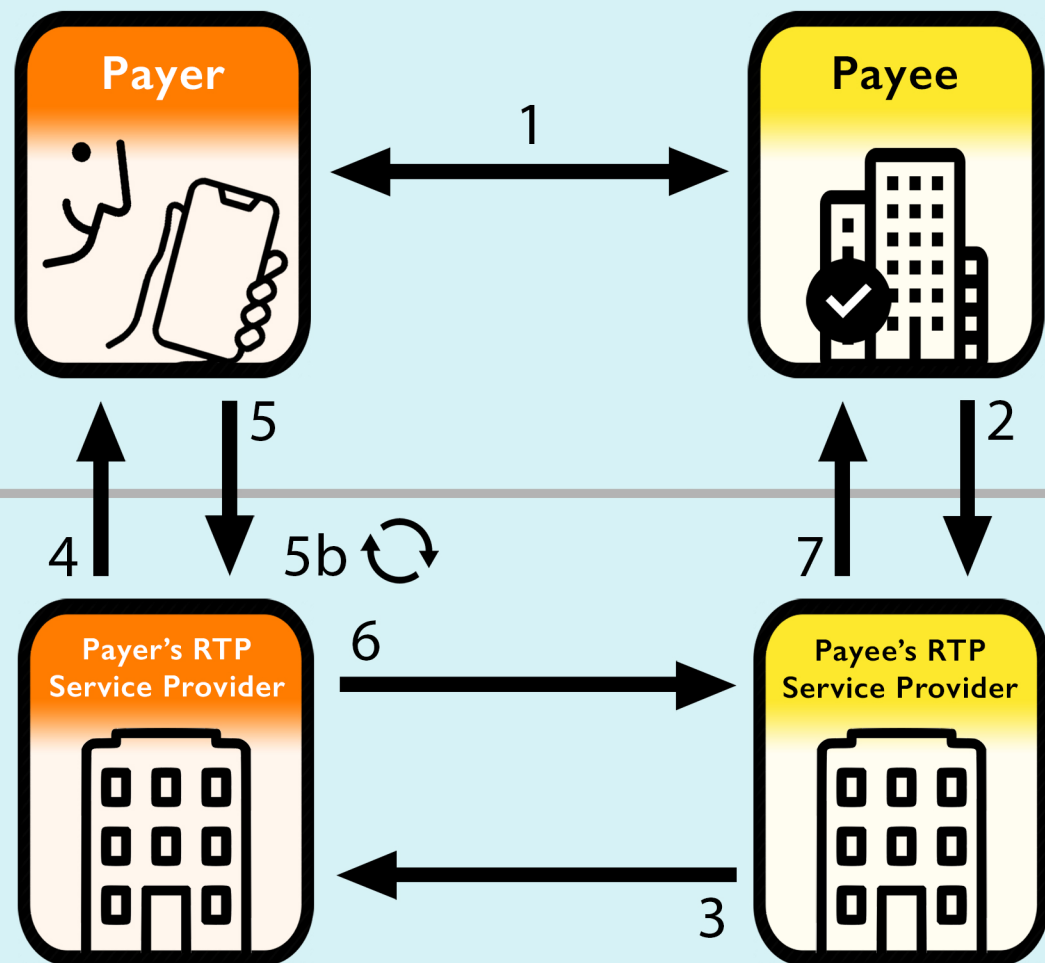 Payer
Payee
1
5
2
4
5b
7
Payer’s RTP
Service Provider
6
Payee’s RTP
Service Provider
3